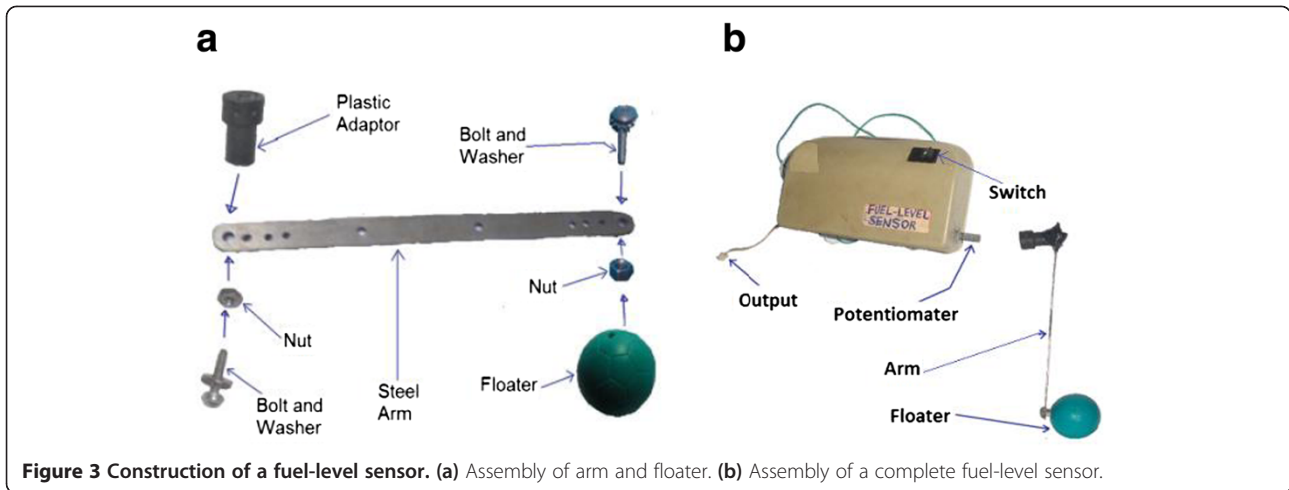 a
Plastic
Adaptor
Bolt and
Washer
Nut
Nut
Steel
Arm
Floater
Bolt and
Washer
b
Switch
FUEL-LEVEL
SENSOR
Output
Potentiomater
Arm
Floater
Figure 3 Construction of a fuel-level sensor. (a) Assembly of arm and floater. (b) Assembly of a complete fuel-level sensor.